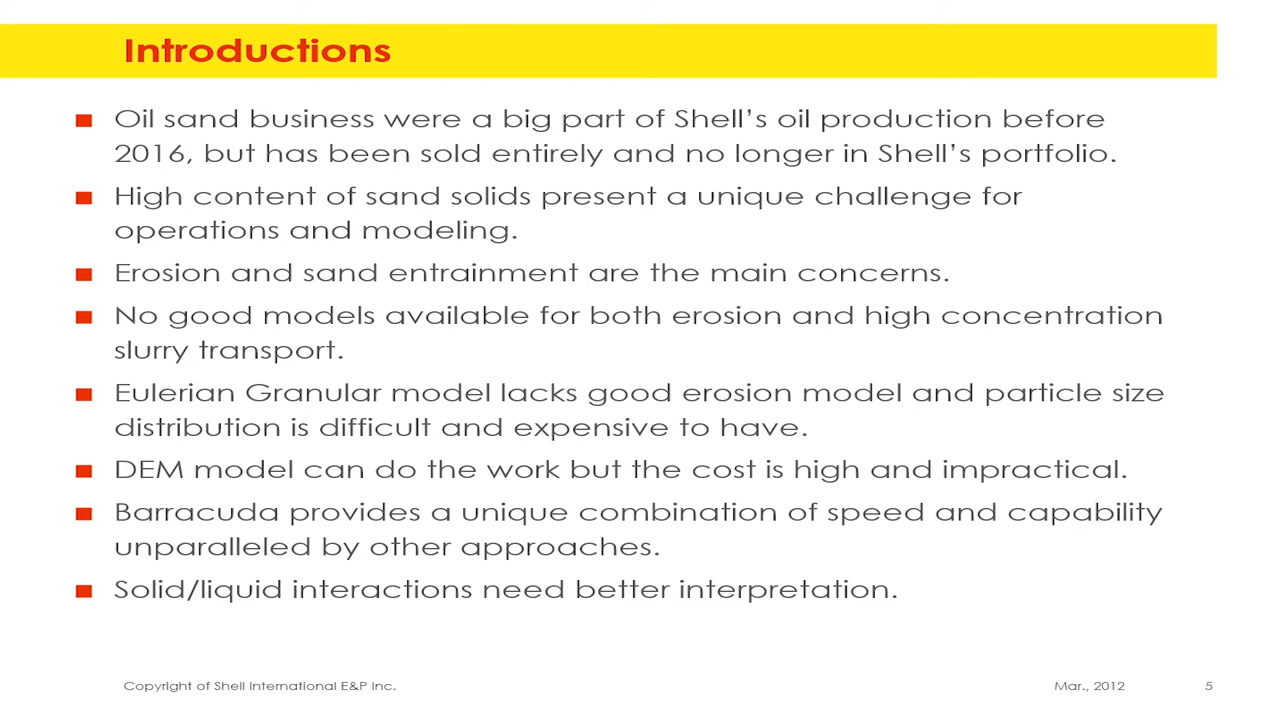 Introductions
Oil sand business were a big part of Shell's oil production before
2016, but has been sold entirely and no longer in Shell's portfolio.
High content of sand solids present a unique challenge for
operations and modeling.
Erosion and sand entrainment are the main concerns.
No good models available for both erosion and high concentration
slurry transport.
Eulerian Granular model lacks good erosion model and particle size
distribution is difficult and expensive to have.
DEM model can do the work but the cost is high and impractical.
Barracuda provides a unique combination of speed and capability
unparalleled by other approaches.
Solid/liquid interactions need better interpretation.
Copyright of Shell International E&P Inc.
Mar., 2012
5